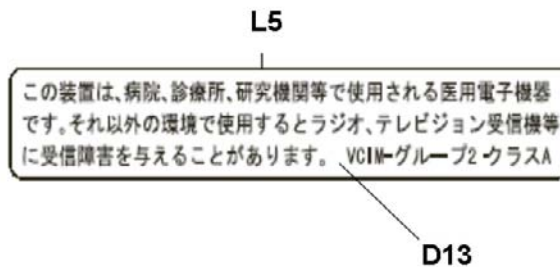 L5
この装置は、病院、診療所、研究機関等で使用される医用電子機器
です。それ以外の環境で使用するとラジオ、テレビジョン受信機等
に受信障害を与えることがあります。 VCIM-グループ2-クラスA
D13